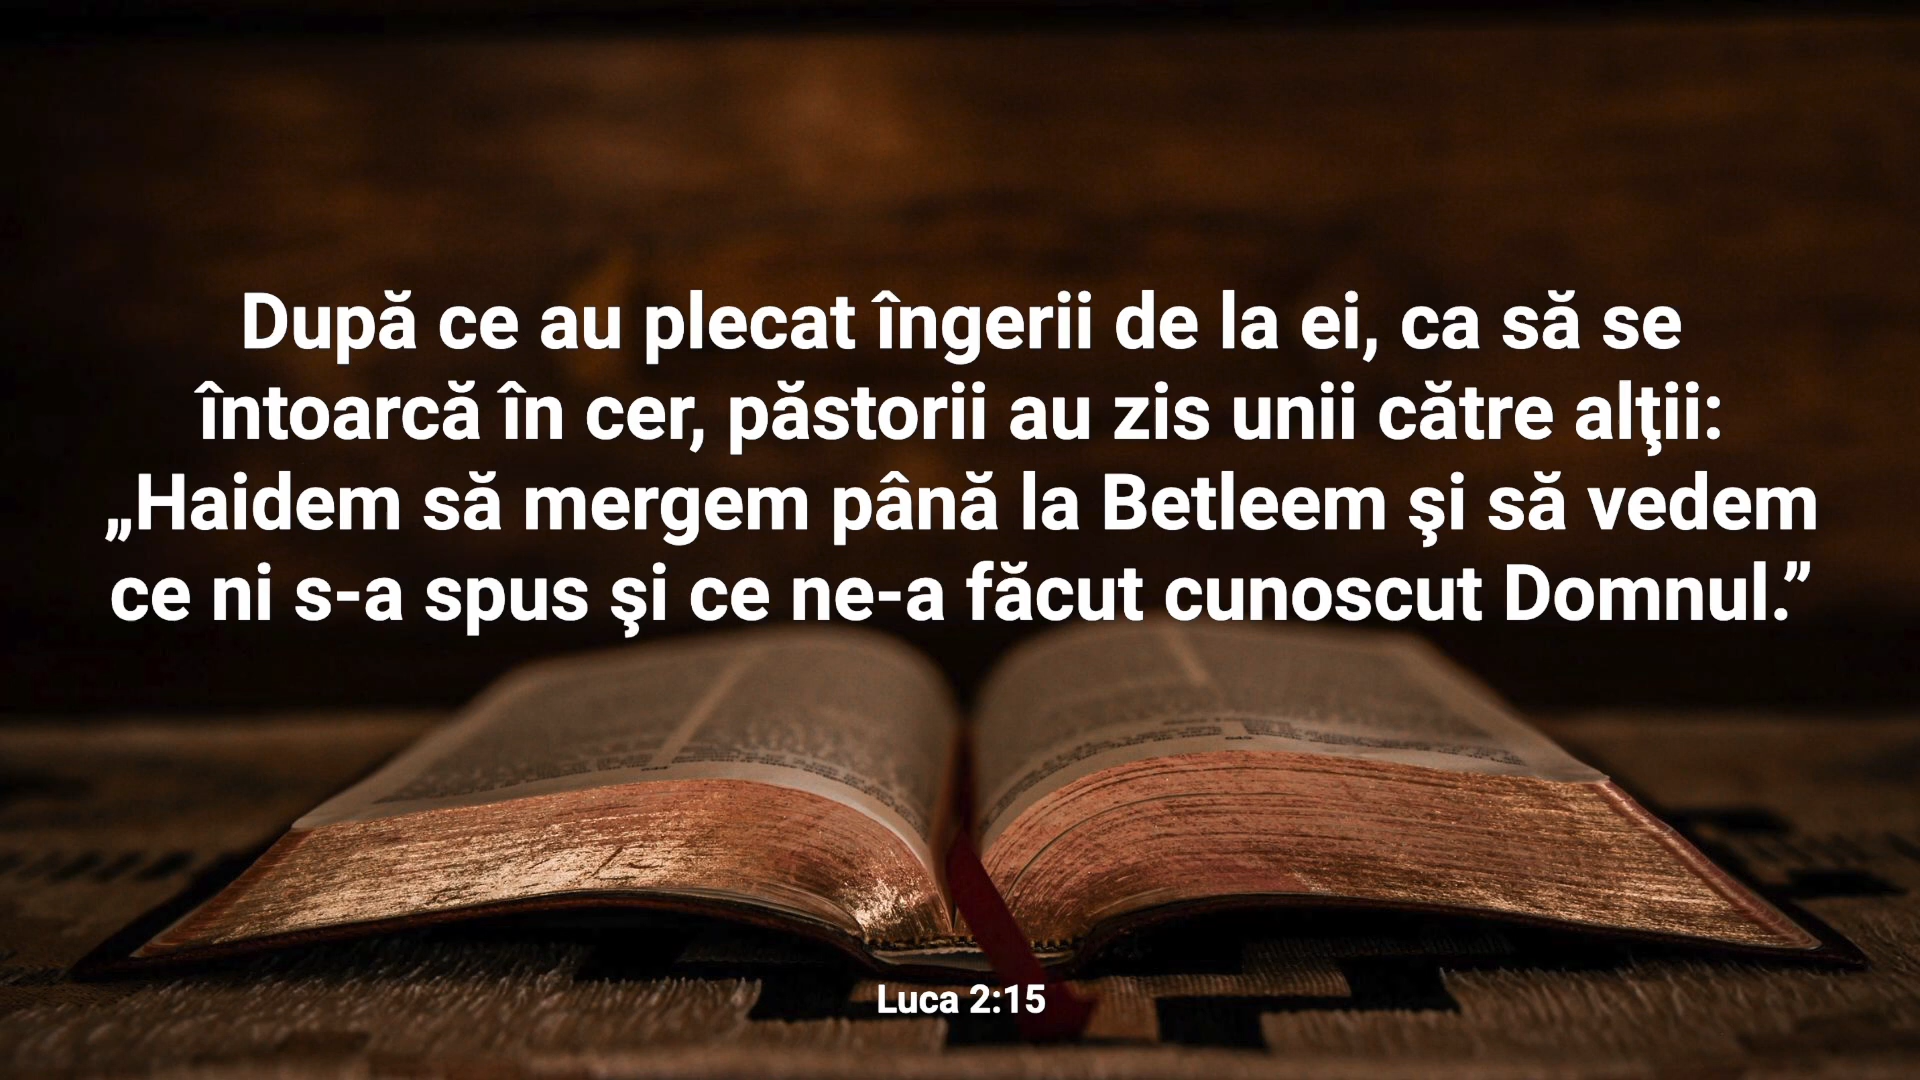 După ce au plecat îngerii de la ei, ca să se
întoarcă în cer, păstorii au zis unii către alţii:
„Haidem să mergem până la Betleem şi să vedem
ce ni s-a spus şi ce ne-a făcut cunoscut Domnul.”
Luca 2:15